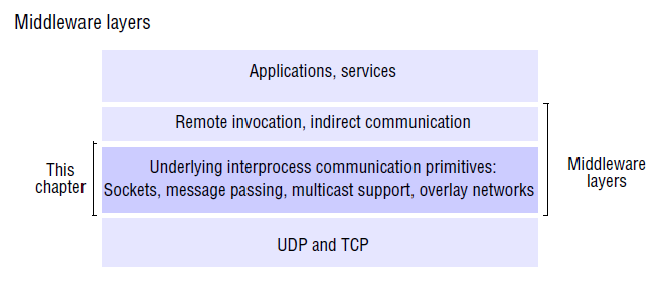 Middleware layers
Applications, services
Remote invocation, indirect communication
This
chapter
Underlying interprocess communication primitives:
Sockets, message passing, multicast support, overlay networks
Middleware
layers
UDP and TCP